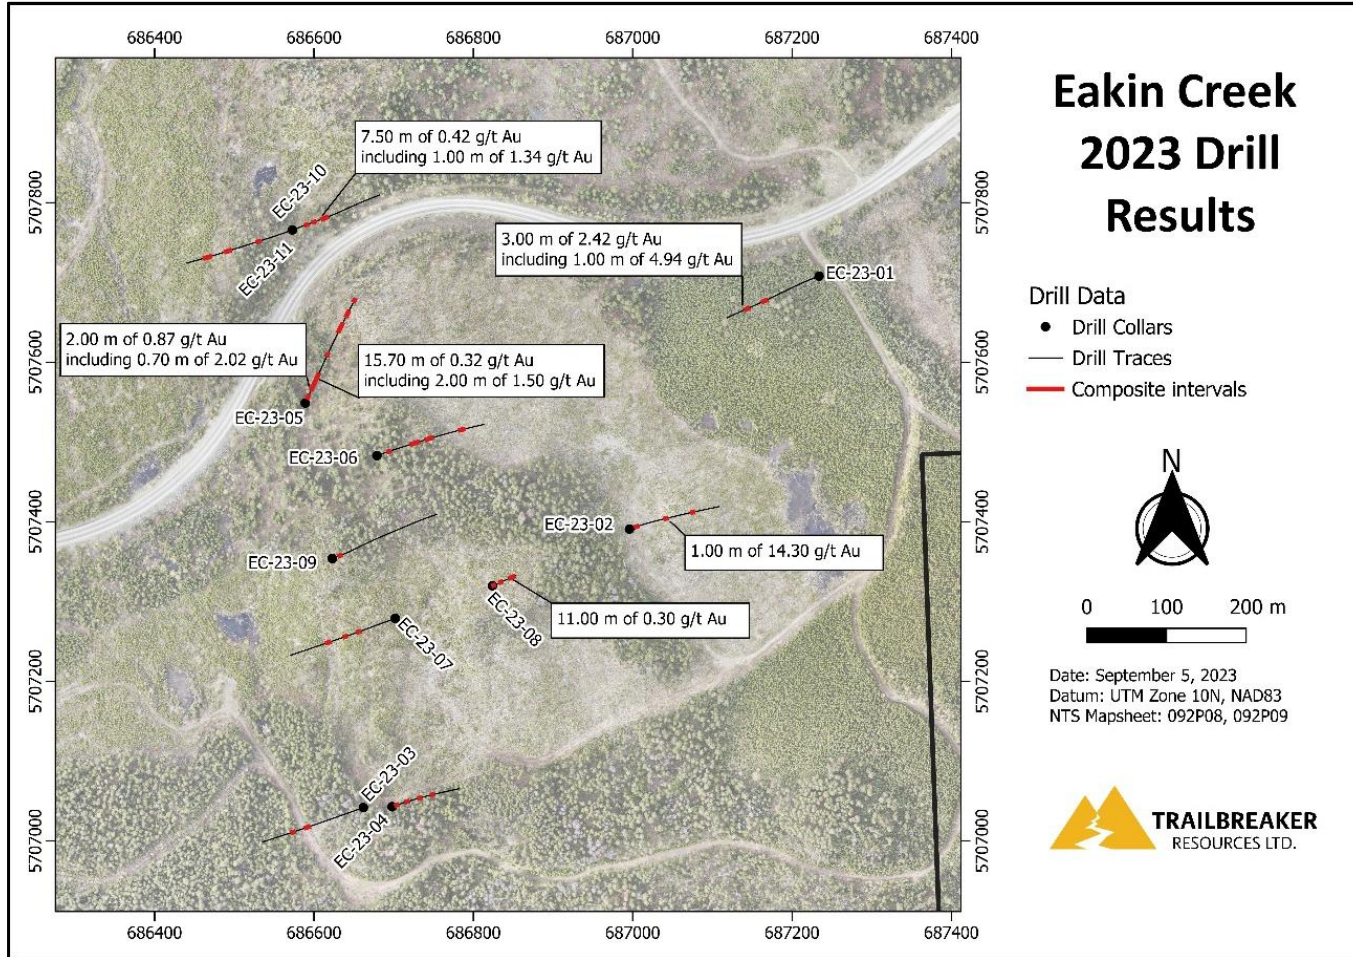 Eakin Creek
2023 Drill
Results
686400
686600
686800
687000
687200
687400
5707800
5707600
5707400
5707200
5707000
5707800
5707600
5707400
5707200
5707000
7.50 m of 0.42 g/t Au
including 1.00 m of 1.34 g/t Au
EC-23-10
EC-23-11
3.00 m of 2.42 g/t Au
including 1.00 m of 4.94 g/t Au
EC-23-01
2.00 m of 0.87 g/t Au
including 0.70 m of 2.02 g/t Au
15.70 m of 0.32 g/t Au
including 2.00 m of 1.50 g/t Au
EC-23-05
EC-23-06
EC-23-02
1.00 m of 14.30 g/t Au
EC-23-09
EC-23-08
11.00 m of 0.30 g/t Au
EC-23-07
EC-23-03
EC-23-04
686400
686600
686800
687000
687200
687400
Drill Data
Drill Collars
Drill Traces
Composite intervals
N
0 100 200 m
Date: September 5, 2023
Datum: UTM Zone 10N, NAD83
NTS Mapsheet: 092P08, 092P09
TRAILBREAKER
RESOURCES LTD.